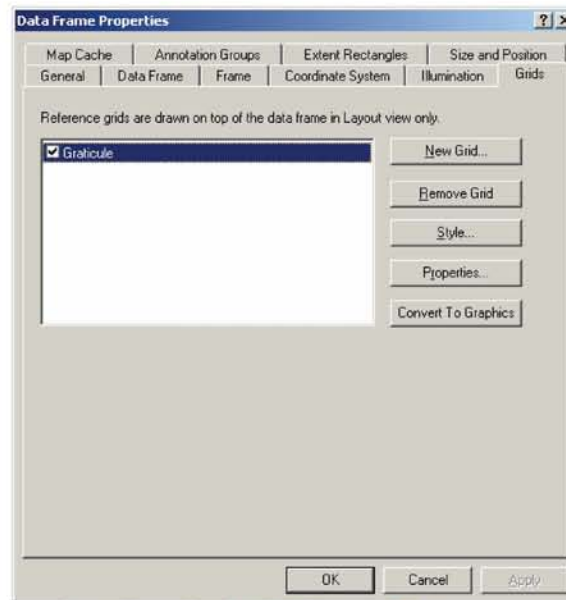 Data Frame Properties
Map Cache Annotation Groups Extent Rectangles Size and Position
General Data Frame Frame Coordinate System Illumination Grids
Reference grids are drawn on top of the data frame in Layout view only.
Graticule
New Grid...
Remove Grid
Style...
Properties...
Convert To Graphics
OK Cancel Apply